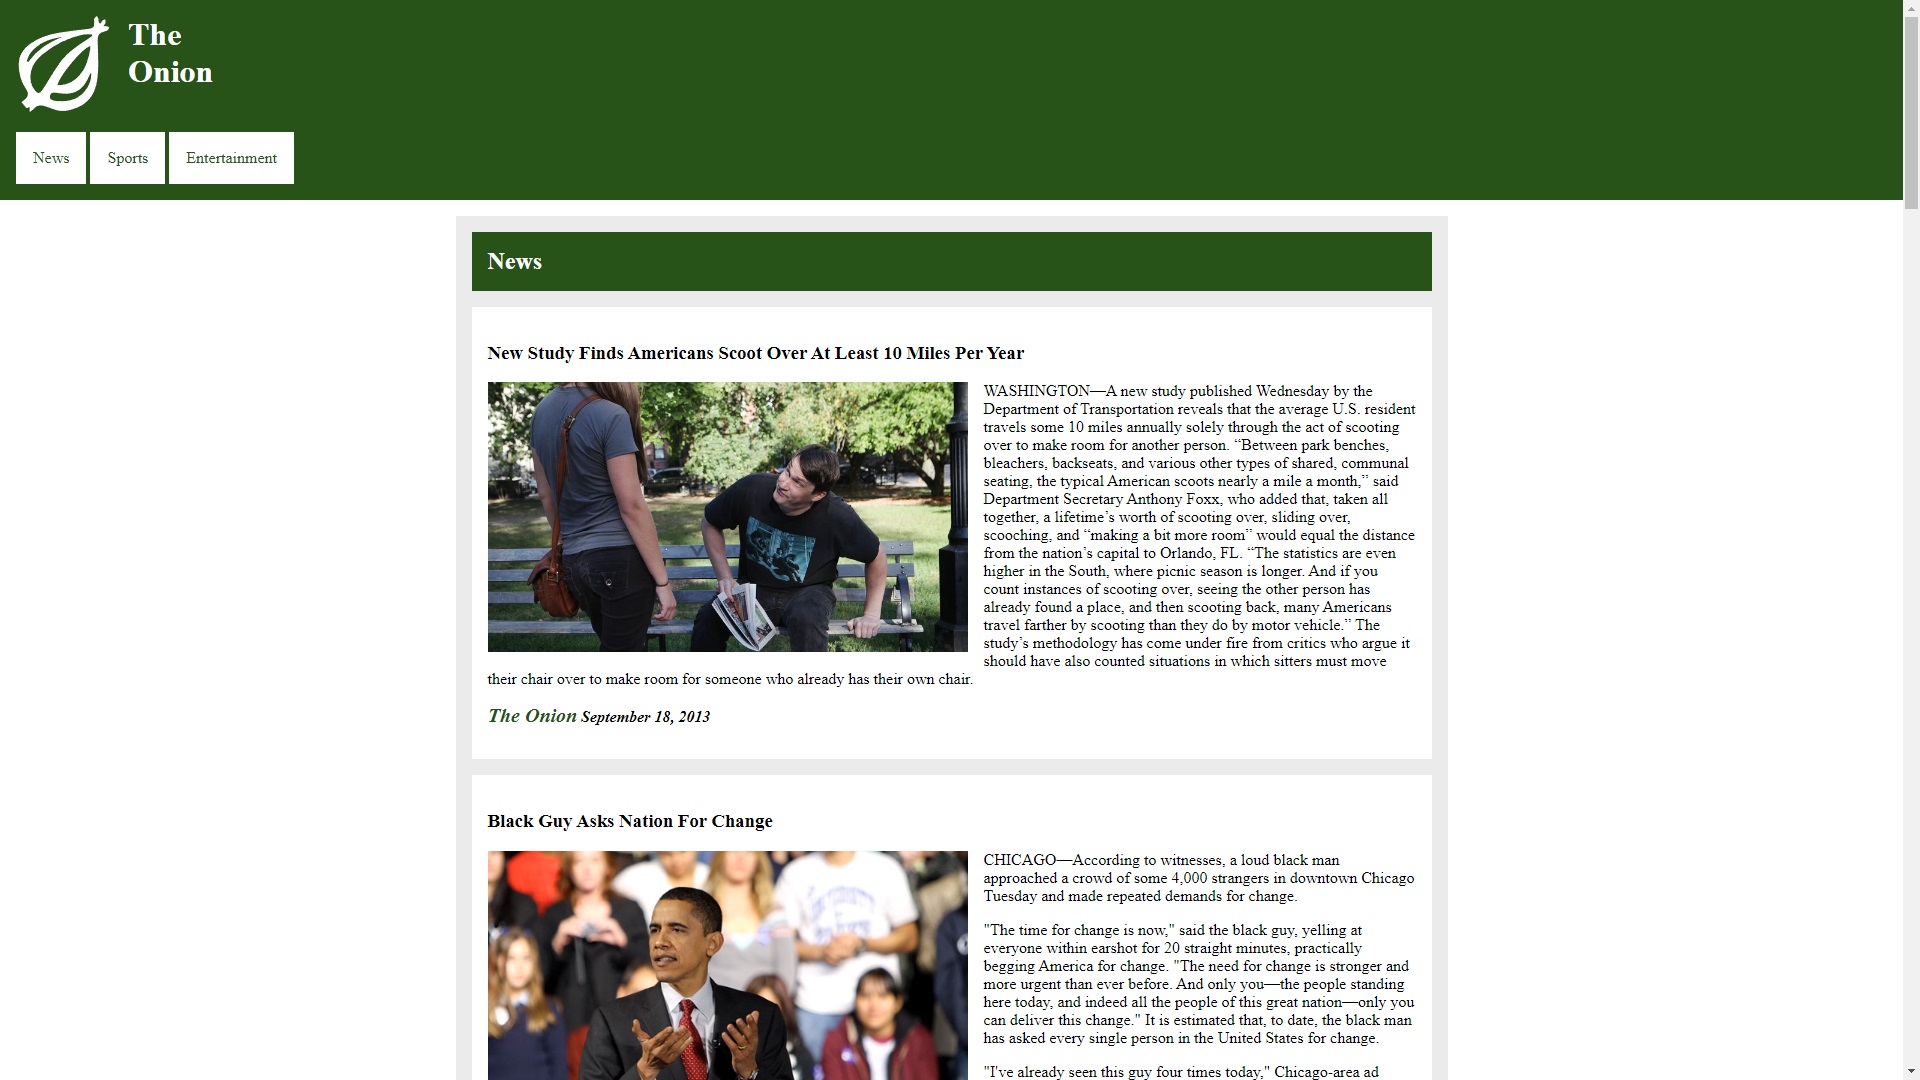 The
Onion
News
Sports
Entertainment
News
New Study Finds Americans Scoot Over At Least 10 Miles Per Year
WASHINGTON—A new study published Wednesday by the
Department of Transportation reveals that the average U.S. resident
travels some 10 miles annually solely through the act of scooting
over to make room for another person. “Between park benches,
bleachers, backseats, and various other types of shared, communal
seating, the typical American scoots nearly a mile a month,” said
Department Secretary Anthony Foxx, who added that, taken all
together, a lifetime’s worth of scooting over, sliding over,
scooching, and “making a bit more room” would equal the distance
from the nation’s capital to Orlando, FL. “The statistics are even
higher in the South, where picnic season is longer. And if you
count instances of scooting over, seeing the other person has
already found a place, and then scooting back, many Americans
travel farther by scooting than they do by motor vehicle.” The
study’s methodology has come under fire from critics who argue it
should have also counted situations in which sitters must move
their chair over to make room for someone who already has their own chair.
The Onion September 18, 2013
Black Guy Asks Nation For Change
CHICAGO—According to witnesses, a loud black man
approached a crowd of some 4,000 strangers in downtown Chicago
Tuesday and made repeated demands for change.
"The time for change is now," said the black guy, yelling at
everyone within earshot for 20 straight minutes, practically
begging America for change. "The need for change is stronger and
more urgent than ever before. And only you—the people standing
here today, and indeed all the people of this great nation—only you
can deliver this change." It is estimated that, to date, the black man
has asked every single person in the United States for change.
"I've already seen this guy four times today," Chicago-area ad